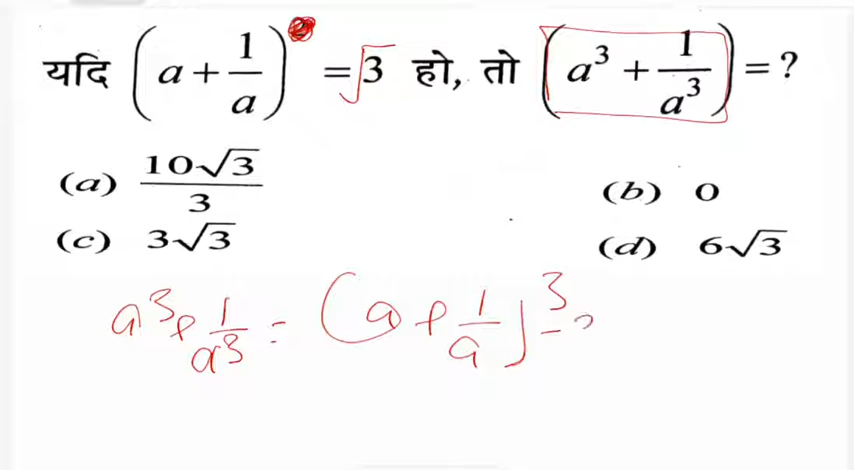 यदि (a + 1/a) = √3 हो, तो (a³ + 1/a³) = ?
(a) 10√3/3
(b) 0
(c) 3√3
(d) 6√3
a³ + 1/a³ = (a + 1/a)³ -